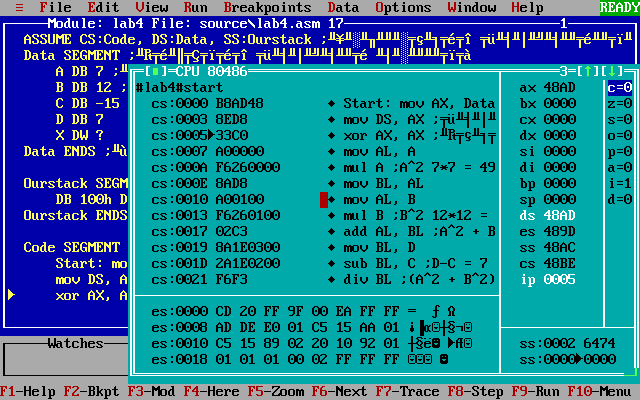 ≡ File Edit View Run Breakpoints Data Options Window Help READY
Module: lab4 File: source\lab4.asm 17 1
ASSUME CS:Code, DS:Data, SS:Ourstack
Data SEGMENT
A DB 7
B DB 12
C DB -15
D DB 7
X DW ?
Data ENDS
Ourstack SEGM
DB 100h D
Ourstack ENDS
Code SEGMENT
Start: mo
mov DS, A
xor AX, A
Watches
CPU 80486 3
#lab4#start
cs:0000 B8AD48 Start: mov AX, Data
cs:0003 8ED8 mov DS, AX
cs:0005 33C0 xor AX, AX
cs:0007 A00000 mov AL, A
cs:000A F6260000 mul A ;A^2 7*7 = 49
cs:000E 8AD8 mov BL, AL
cs:0010 A00100 mov AL, B
cs:0013 F6260100 mul B ;B^2 12*12 =
cs:0017 02C3 add AL, BL ;A^2 + B
cs:0019 8A1E0300 mov BL, D
cs:001D 2A1E0200 sub BL, C ;D-C = 7
cs:0021 F6F3 div BL ;(A^2 + B^2)
ax 48AD c=0
bx 0000 z=0
cx 0000 s=0
dx 0000 o=0
si 0000 p=0
di 0000 a=0
bp 0000 i=1
sp 0000 d=0
ds 48AD
es 489D
ss 48AC
cs 48BE
ip 0005
es:0000 CD 20 FF 9F 00 EA FF FF = ƒ Ω
es:0008 AD DE E0 01 C5 15 AA 01
es:0010 C5 15 89 02 20 10 92 01
es:0018 01 01 01 00 02 FF FF FF
ss:0002 6474
ss:0000 0000
F1-Help F2-Bkpt F3-Mod F4-Here F5-Zoom F6-Next F7-Trace F8-Step F9-Run F10-Menu